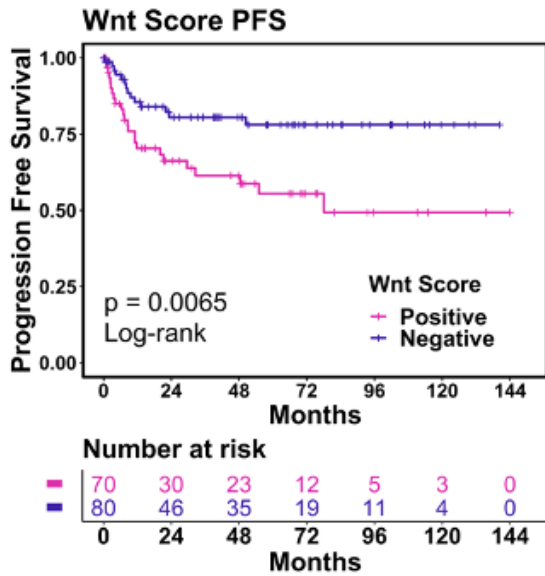 Wnt Score PFS
Progression Free Survival
1.00
0.75
0.50
0.25
0.00
p = 0.0065
Log-rank
Wnt Score
Positive
Negative
0 24 48 72 96 120 144
Months
Number at risk
70 30 23 12 5 3 0
80 46 35 19 11 4 0
0 24 48 72 96 120 144
Months